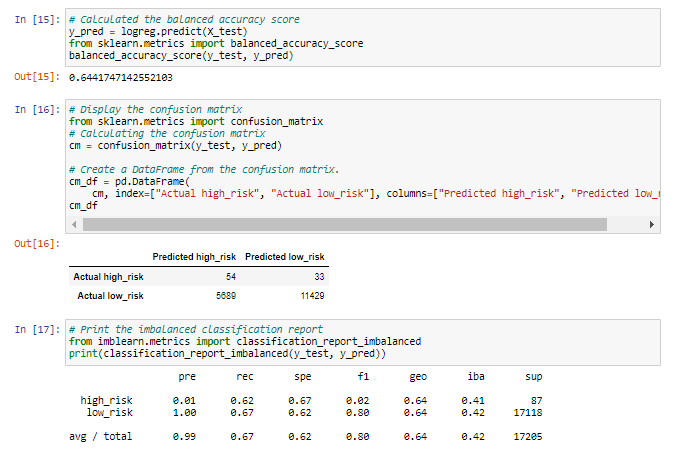 In [15]: # Calculated the balanced accuracy score
y_pred = logreg.predict(X_test)
from sklearn.metrics import balanced_accuracy_score
balanced_accuracy_score(y_test, y_pred)
Out[15]: 0.6441747142552103
In [16]: # Display the confusion matrix
from sklearn.metrics import confusion_matrix
# Calculating the confusion matrix
cm = confusion_matrix(y_test, y_pred)
# Create a DataFrame from the confusion matrix.
cm_df = pd.DataFrame(
cm, index=["Actual high_risk", "Actual low_risk"], columns=["Predicted high_risk", "Predicted low_r
cm_df
Out[16]:
Predicted high_risk Predicted low_risk
Actual high_risk 54 33
Actual low_risk 5689 11429
In [17]: # Print the imbalanced classification report
from imblearn.metrics import classification_report_imbalanced
print(classification_report_imbalanced(y_test, y_pred))
pre rec spe f1 geo iba sup
high_risk 0.01 0.62 0.67 0.02 0.64 0.41 87
low_risk 1.00 0.67 0.62 0.80 0.64 0.42 17118
avg / total 0.99 0.67 0.62 0.80 0.64 0.42 17205